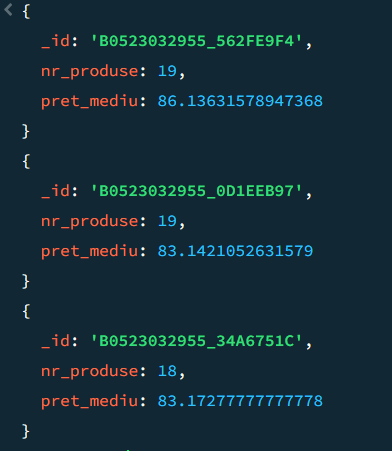 {
_id: 'B0523032955_562FE9F4',
nr_produse: 19,
pret_mediu: 86.13631578947368
}
{
_id: 'B0523032955_0D1EEB97',
nr_produse: 19,
pret_mediu: 83.1421052631579
}
{
_id: 'B0523032955_34A6751C',
nr_produse: 18,
pret_mediu: 83.17277777777778
}